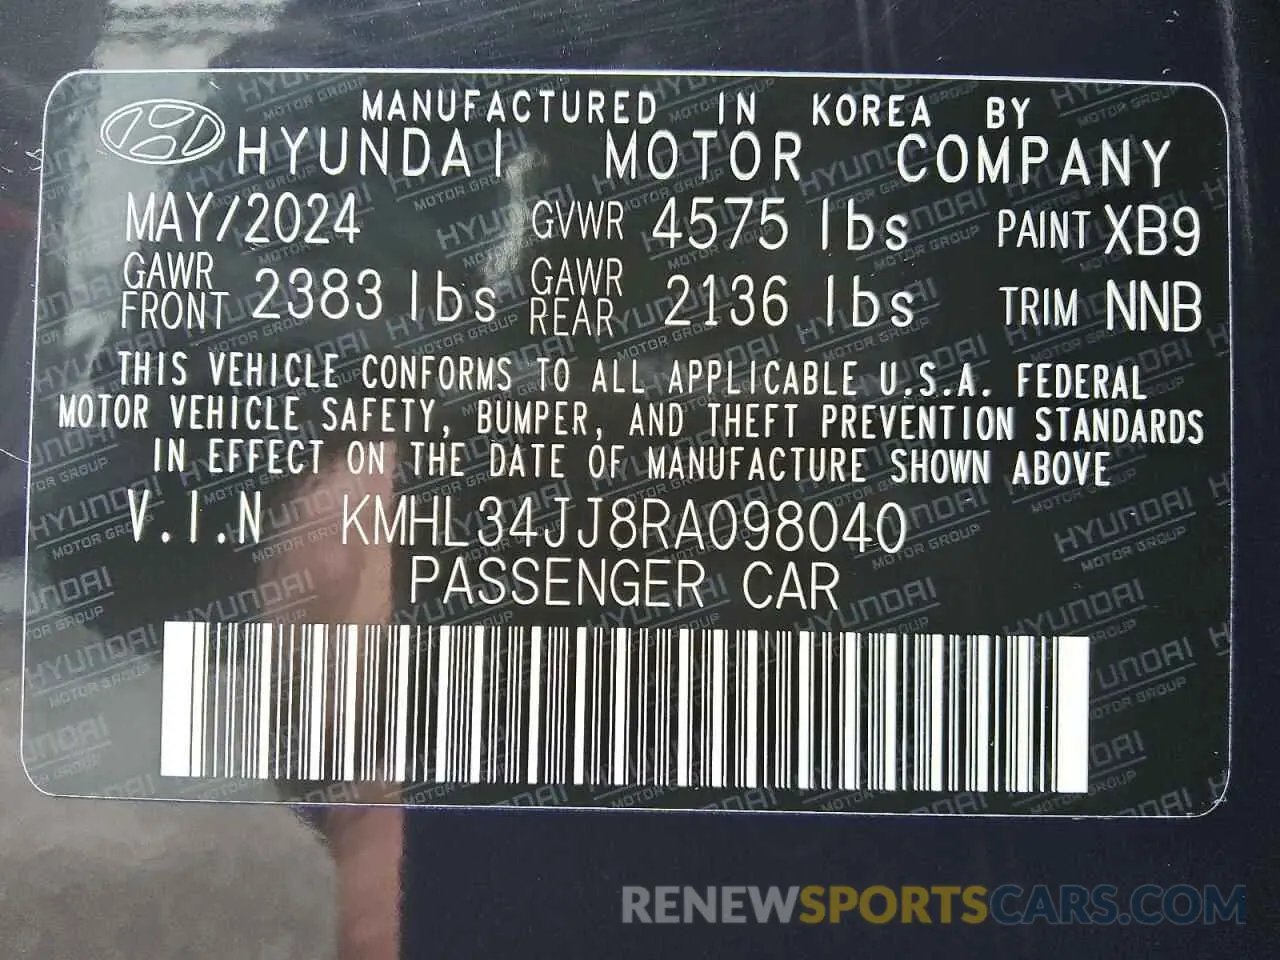 MANUFACTURED IN KOREA BY
HYUNDAI MOTOR COMPANY
MAY/2024 GVWR 4575 lbs PAINT XB9
GAWR FRONT 2383 lbs GAWR REAR 2136 lbs TRIM NNB
THIS VEHICLE CONFORMS TO ALL APPLICABLE U.S.A. FEDERAL
MOTOR VEHICLE SAFETY, BUMPER, AND THEFT PREVENTION STANDARDS
IN EFFECT ON THE DATE OF MANUFACTURE SHOWN ABOVE
V.I.N KMHL34JJ8RA098040
PASSENGER CAR
RENEWSPORTSCARS.COM